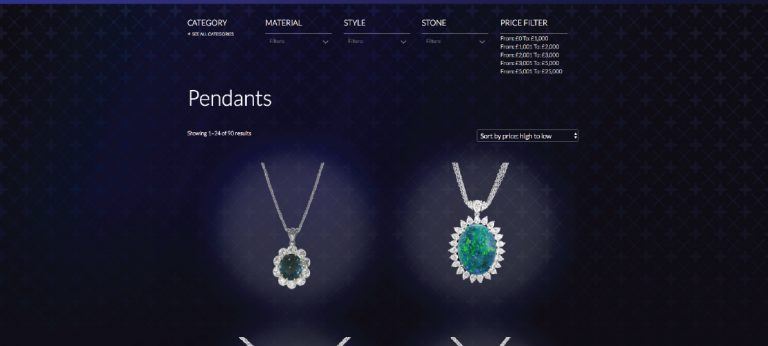 CATEGORY
MATERIAL
STYLE
STONE
PRICE FILTER
+ SEE ALL CATEGORIES
Filters
Filters
Filters
From: £0 To: £1,000
From: £1,001 To: £2,000
From: £2,001 To: £3,000
From: £3,001 To: £5,000
From: £5,001 To: £25,000
Pendants
Showing 1–24 of 90 results
Sort by price: high to low